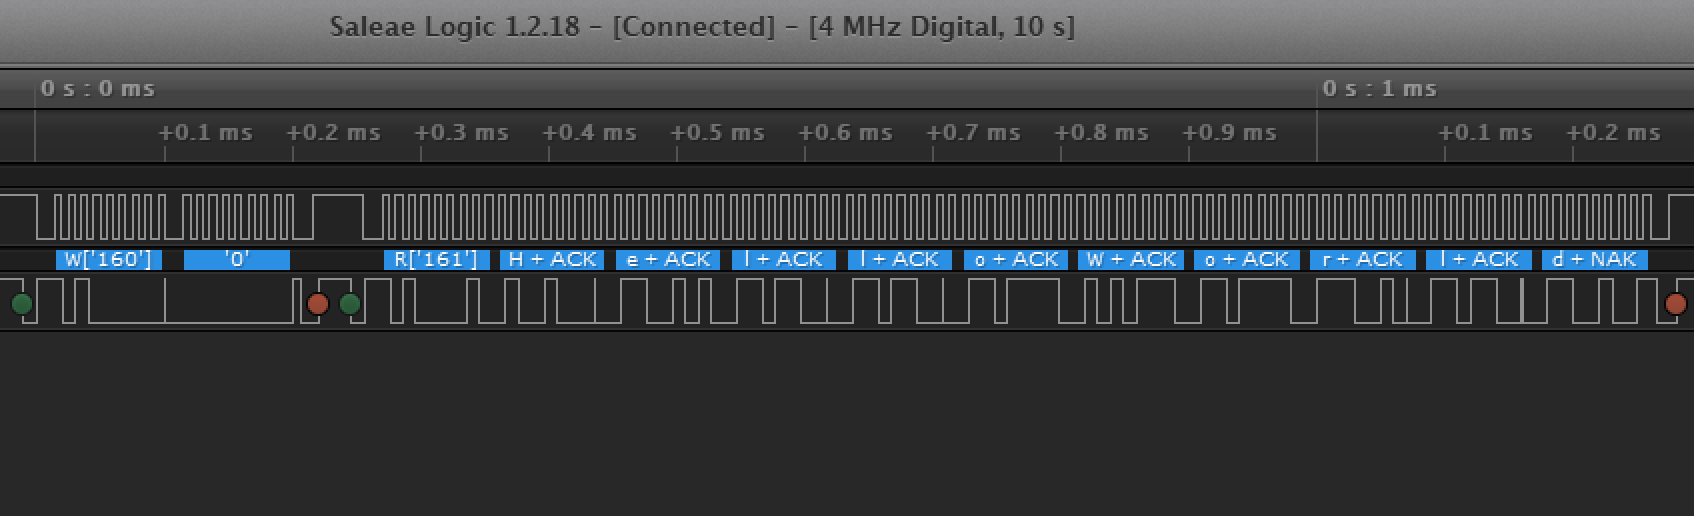 Saleae Logic 1.2.18 – [Connected] – [4 MHz Digital, 10 s]
0 s : 0 ms 0 s : 1 ms
+0.1 ms +0.2 ms +0.3 ms +0.4 ms +0.5 ms +0.6 ms +0.7 ms +0.8 ms +0.9 ms +0.1 ms +0.2 ms
W['160'] '0' R['161'] H + ACK e + ACK l + ACK l + ACK o + ACK W + ACK o + ACK r + ACK l + ACK d + NAK